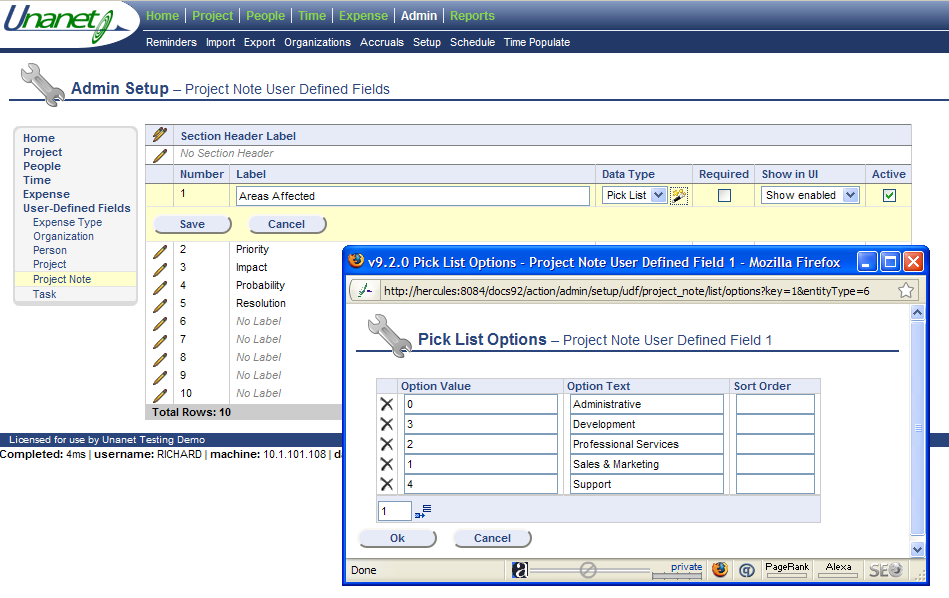 Unanet
Home | Project | People | Time | Expense | Admin | Reports
Reminders Import Export Organizations Accruals Setup Schedule Time Populate
Admin Setup – Project Note User Defined Fields
Home
Project
People
Time
Expense
User-Defined Fields
Expense Type
Organization
Person
Project
Project Note
Task
Section Header Label
No Section Header
Number Label Data Type Required Show in UI Active
1 Areas Affected Pick List Show enabled
Save Cancel
2 Priority
3 Impact
4 Probability
5 Resolution
6 No Label
7 No Label
8 No Label
9 No Label
10 No Label
Total Rows: 10
Licensed for use by Unanet Testing Demo
Completed: 4ms | username: RICHARD | machine: 10.1.101.108 | d
v9.2.0 Pick List Options - Project Note User Defined Field 1 - Mozilla Firefox
http://hercules:8084/docs92/action/admin/setup/udf/project_note/list/options?key=1&entityType=6
Pick List Options – Project Note User Defined Field 1
Option Value Option Text Sort Order
0 Administrative
3 Development
2 Professional Services
1 Sales & Marketing
4 Support
1
Ok Cancel
Done a private @ PageRank Alexa SEO